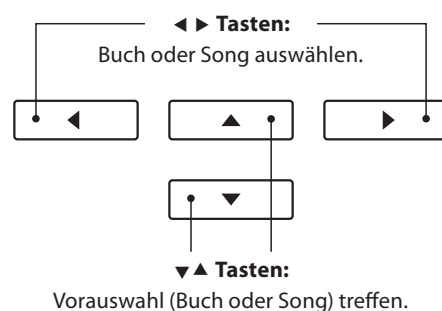 ◀ ▶ Tasten:
Buch oder Song auswählen.
▼▲ Tasten:
Vorauswahl (Buch oder Song) treffen.